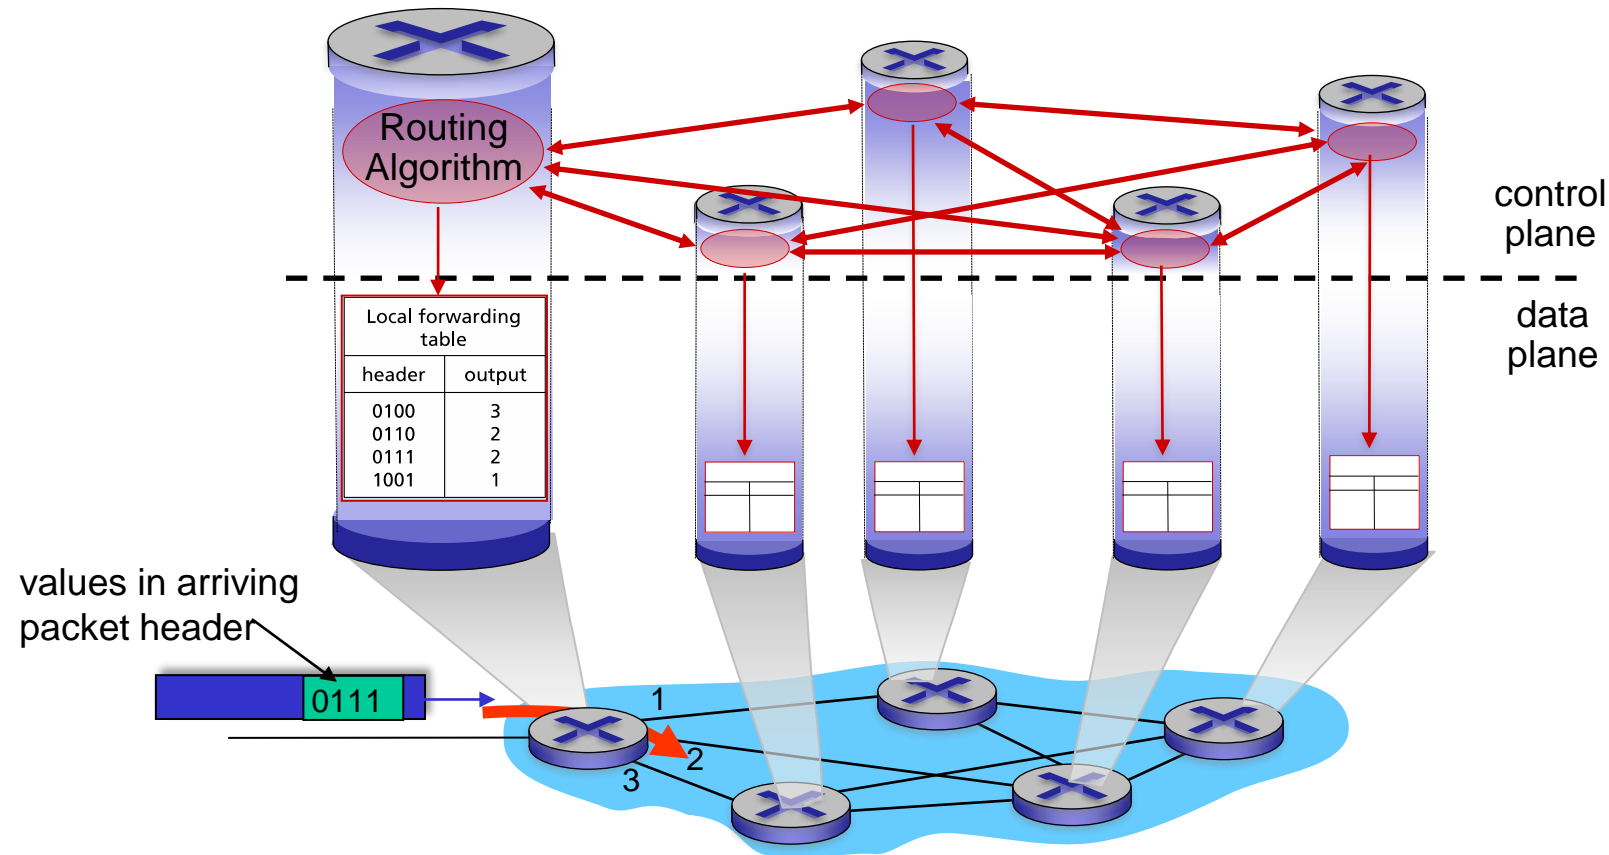 Routing
Algorithm
control
plane
data
plane
Local forwarding
table
header output
0100 3
0110 2
0111 2
1001 1
values in arriving
packet header
0111
1
2
3